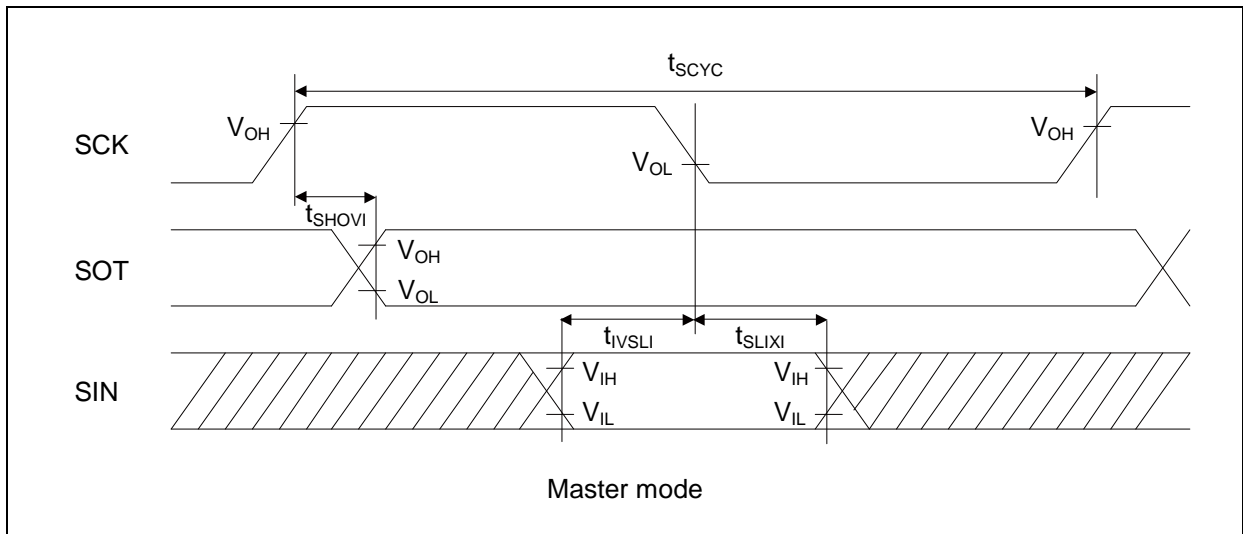 tSCYC
SCK
VOH
VOL
VOH
tSHOVI
SOT
VOH
VOL
tIVSLI
tSLIXI
SIN
VIH
VIH
VIL
VIL
Master mode